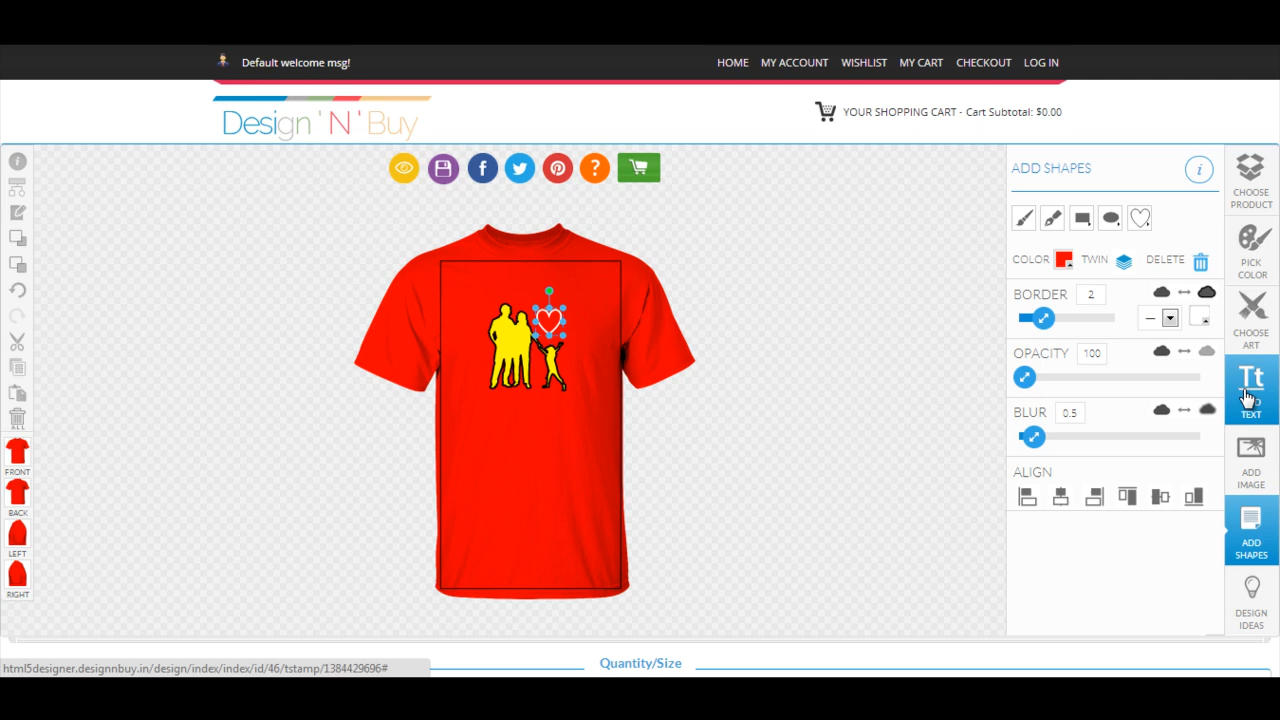 Default welcome msg!
HOME MY ACCOUNT WISHLIST MY CART CHECKOUT LOG IN
Design 'N' Buy
YOUR SHOPPING CART - Cart Subtotal: $0.00
ADD SHAPES
i
COLOR TWIN DELETE
BORDER 2
OPACITY 100
BLUR 0.5
ALIGN
CHOOSE
PRODUCT
PICK
COLOR
CHOOSE
ART
Tt
TEXT
ADD
IMAGE
ADD
SHAPES
DESIGN
IDEAS
i
ALL
FRONT
BACK
LEFT
RIGHT
f
?
html5designer.designnbuy.in/design/index/index/id/46/tstamp/1384429696#
Quantity/Size